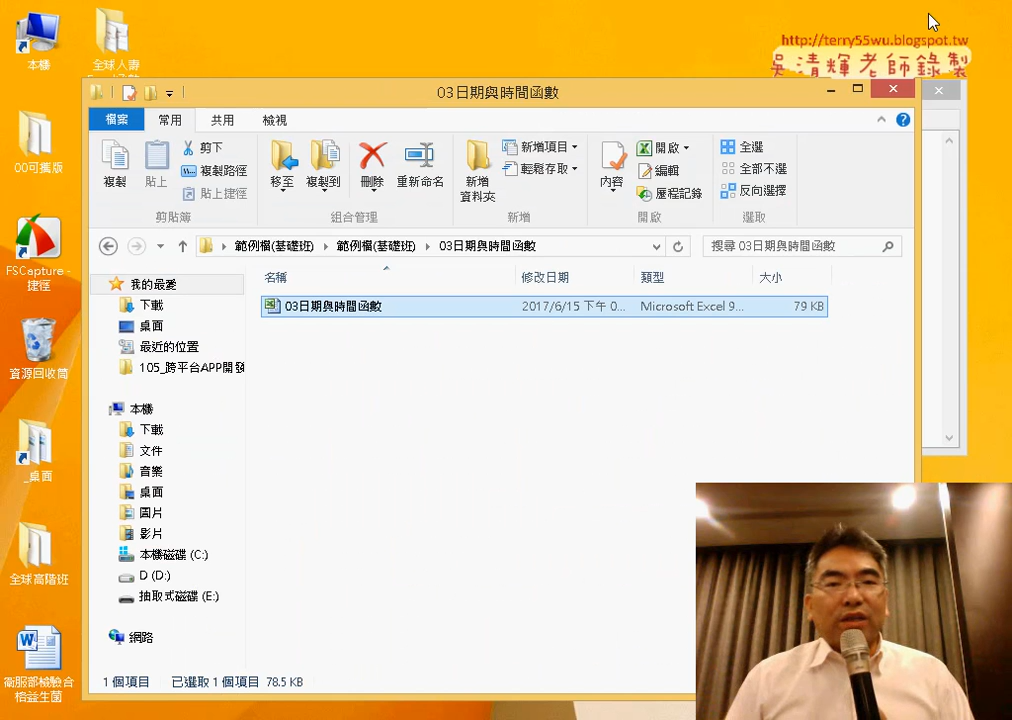 本機
全球人壽
http://terry55wu.blogspot.tw
吳清輝老師錄製
03日期與時間函數
檔案
常用
共用
檢視
複製
貼上
剪下
複製路徑
貼上捷徑
剪貼簿
移至
複製到
刪除
重新命名
組合管理
新增
資料夾
新增項目
輕鬆存取
新增
內容
開啟
編輯
歷程記錄
開啟
全選
全部不選
反向選擇
選取
範例檔(基礎班)
範例檔(基礎班)
03日期與時間函數
搜尋 03日期與時間函數
名稱
修改日期
類型
大小
03日期與時間函數
2017/6/15 下午 0...
Microsoft Excel 9...
79 KB
我的最愛
下載
桌面
最近的位置
105_跨平台APP開發
本機
下載
文件
音樂
桌面
圖片
影片
本機磁碟 (C:)
D (D:)
抽取式磁碟 (E:)
網路
1 個項目
已選取 1 個項目
78.5 KB
00可攜版
FSCapture -
捷徑
資源回收筒
_桌面
全球高階班
衛服部檢驗合
格益生菌